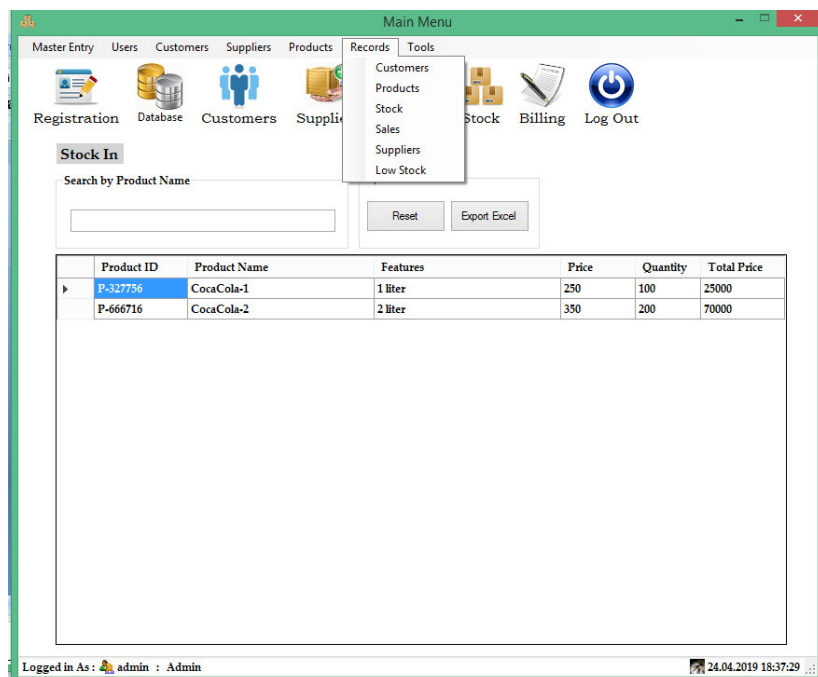 Main Menu
Master Entry Users Customers Suppliers Products Records Tools
Customers
Products
Stock
Sales
Suppliers
Low Stock
Registration Database Customers Stock Billing Log Out
Stock In
Search by Product Name
Reset Export Excel
Product ID Product Name Features Price Quantity Total Price
P-327756 CocaCola-1 1 liter 250 100 25000
P-666716 CocaCola-2 2 liter 350 200 70000
Logged in As : admin : Admin 24.04.2019 18:37:29